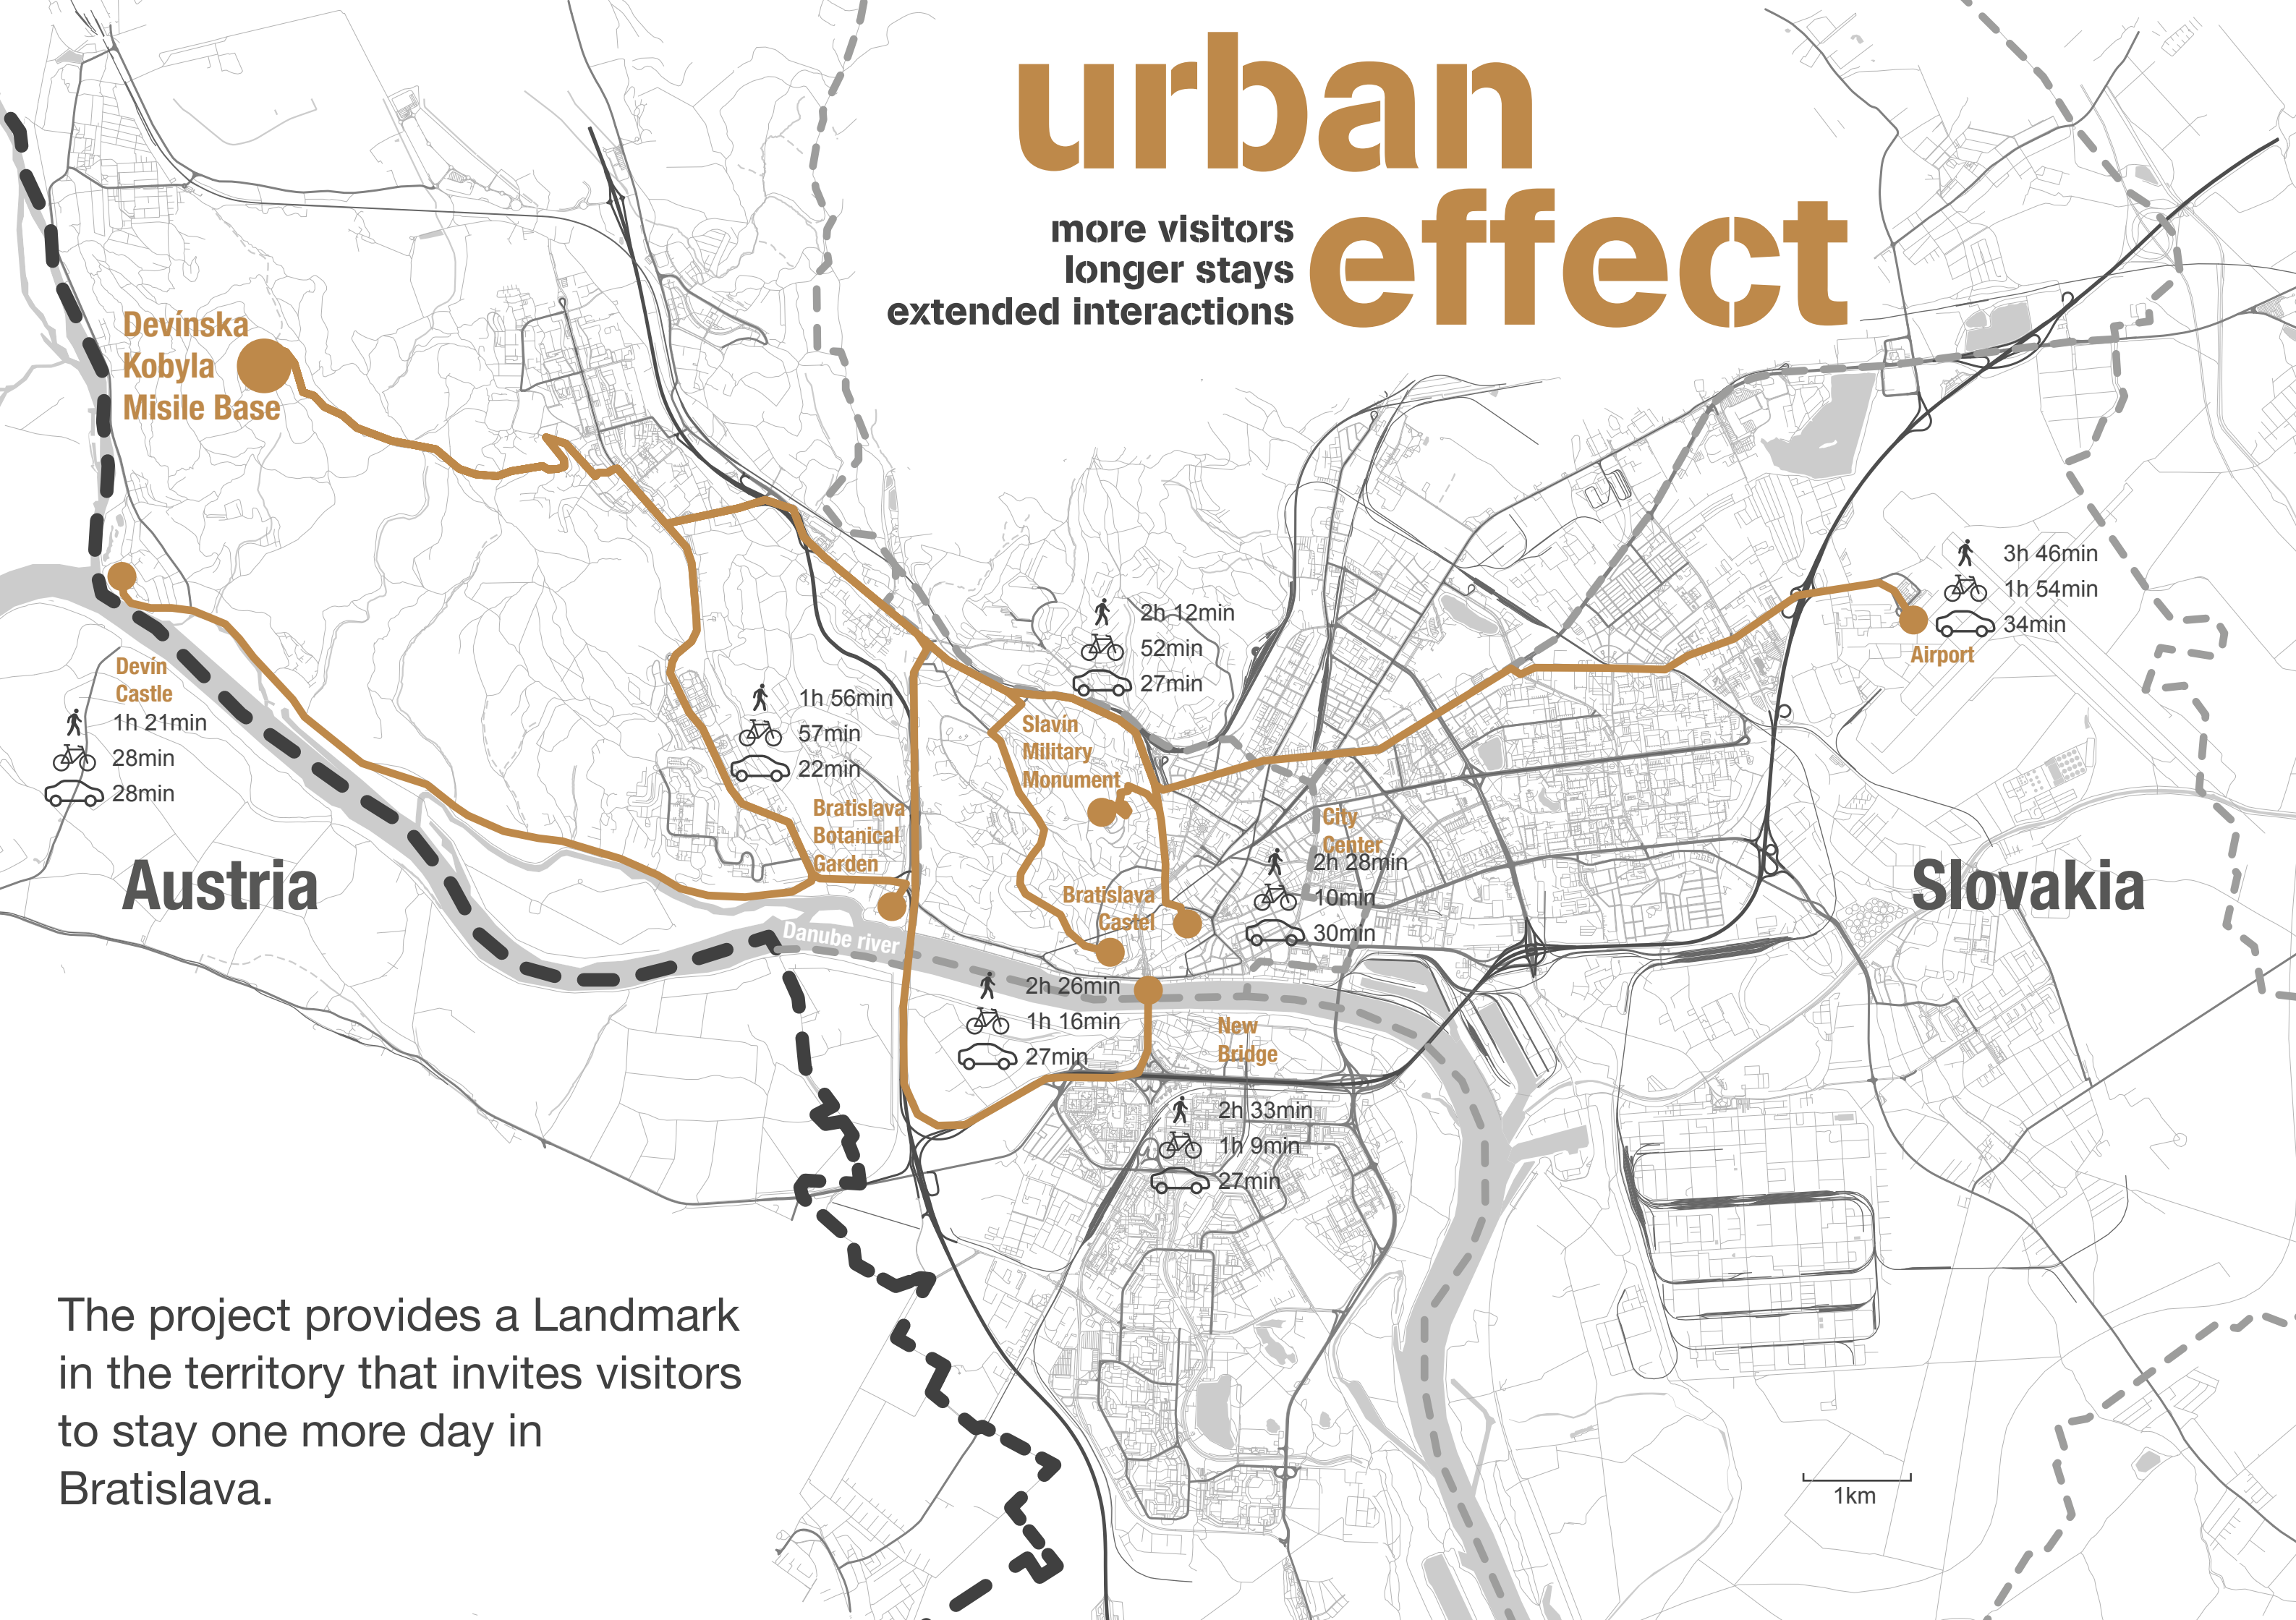 urban
effect
more visitors
longer stays
extended interactions
Devínska
Kobyla
Misile Base
Devín
Castle
1h 21min
28min
28min
Austria
1h 56min
57min
22min
Bratislava
Botanical
Garden
Danube river
2h 12min
52min
27min
Slavín
Military
Monument
City
Center
2h 28min
10min
30min
Bratislava
Castel
2h 26min
1h 16min
27min
New
Bridge
2h 33min
1h 9min
27min
3h 46min
1h 54min
34min
Airport
Slovakia
The project provides a Landmark
in the territory that invites visitors
to stay one more day in
Bratislava.
1km